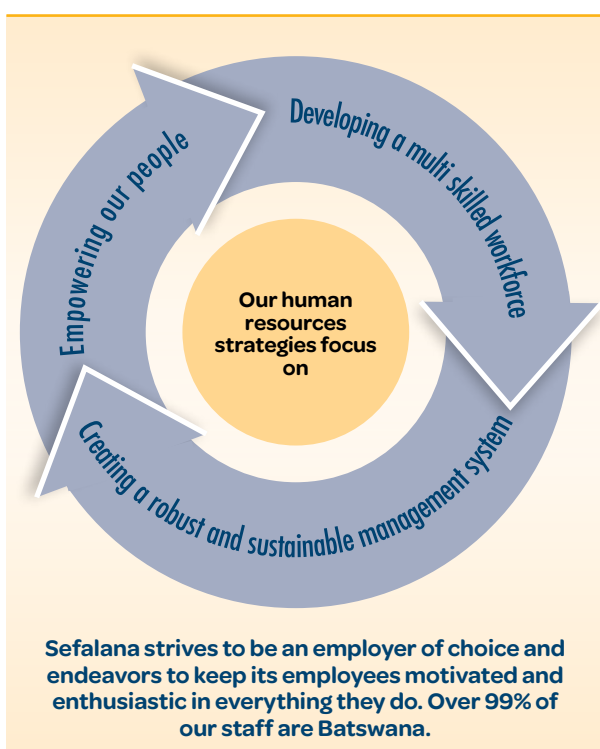 Developing a multi skilled workforce
Creating a robust and sustainable management system
Empowering our people
Our human
resources
strategies focus
on
Sefalana strives to be an employer of choice and
endeavors to keep its employees motivated and
enthusiastic in everything they do. Over 99% of
our staff are Batswana.